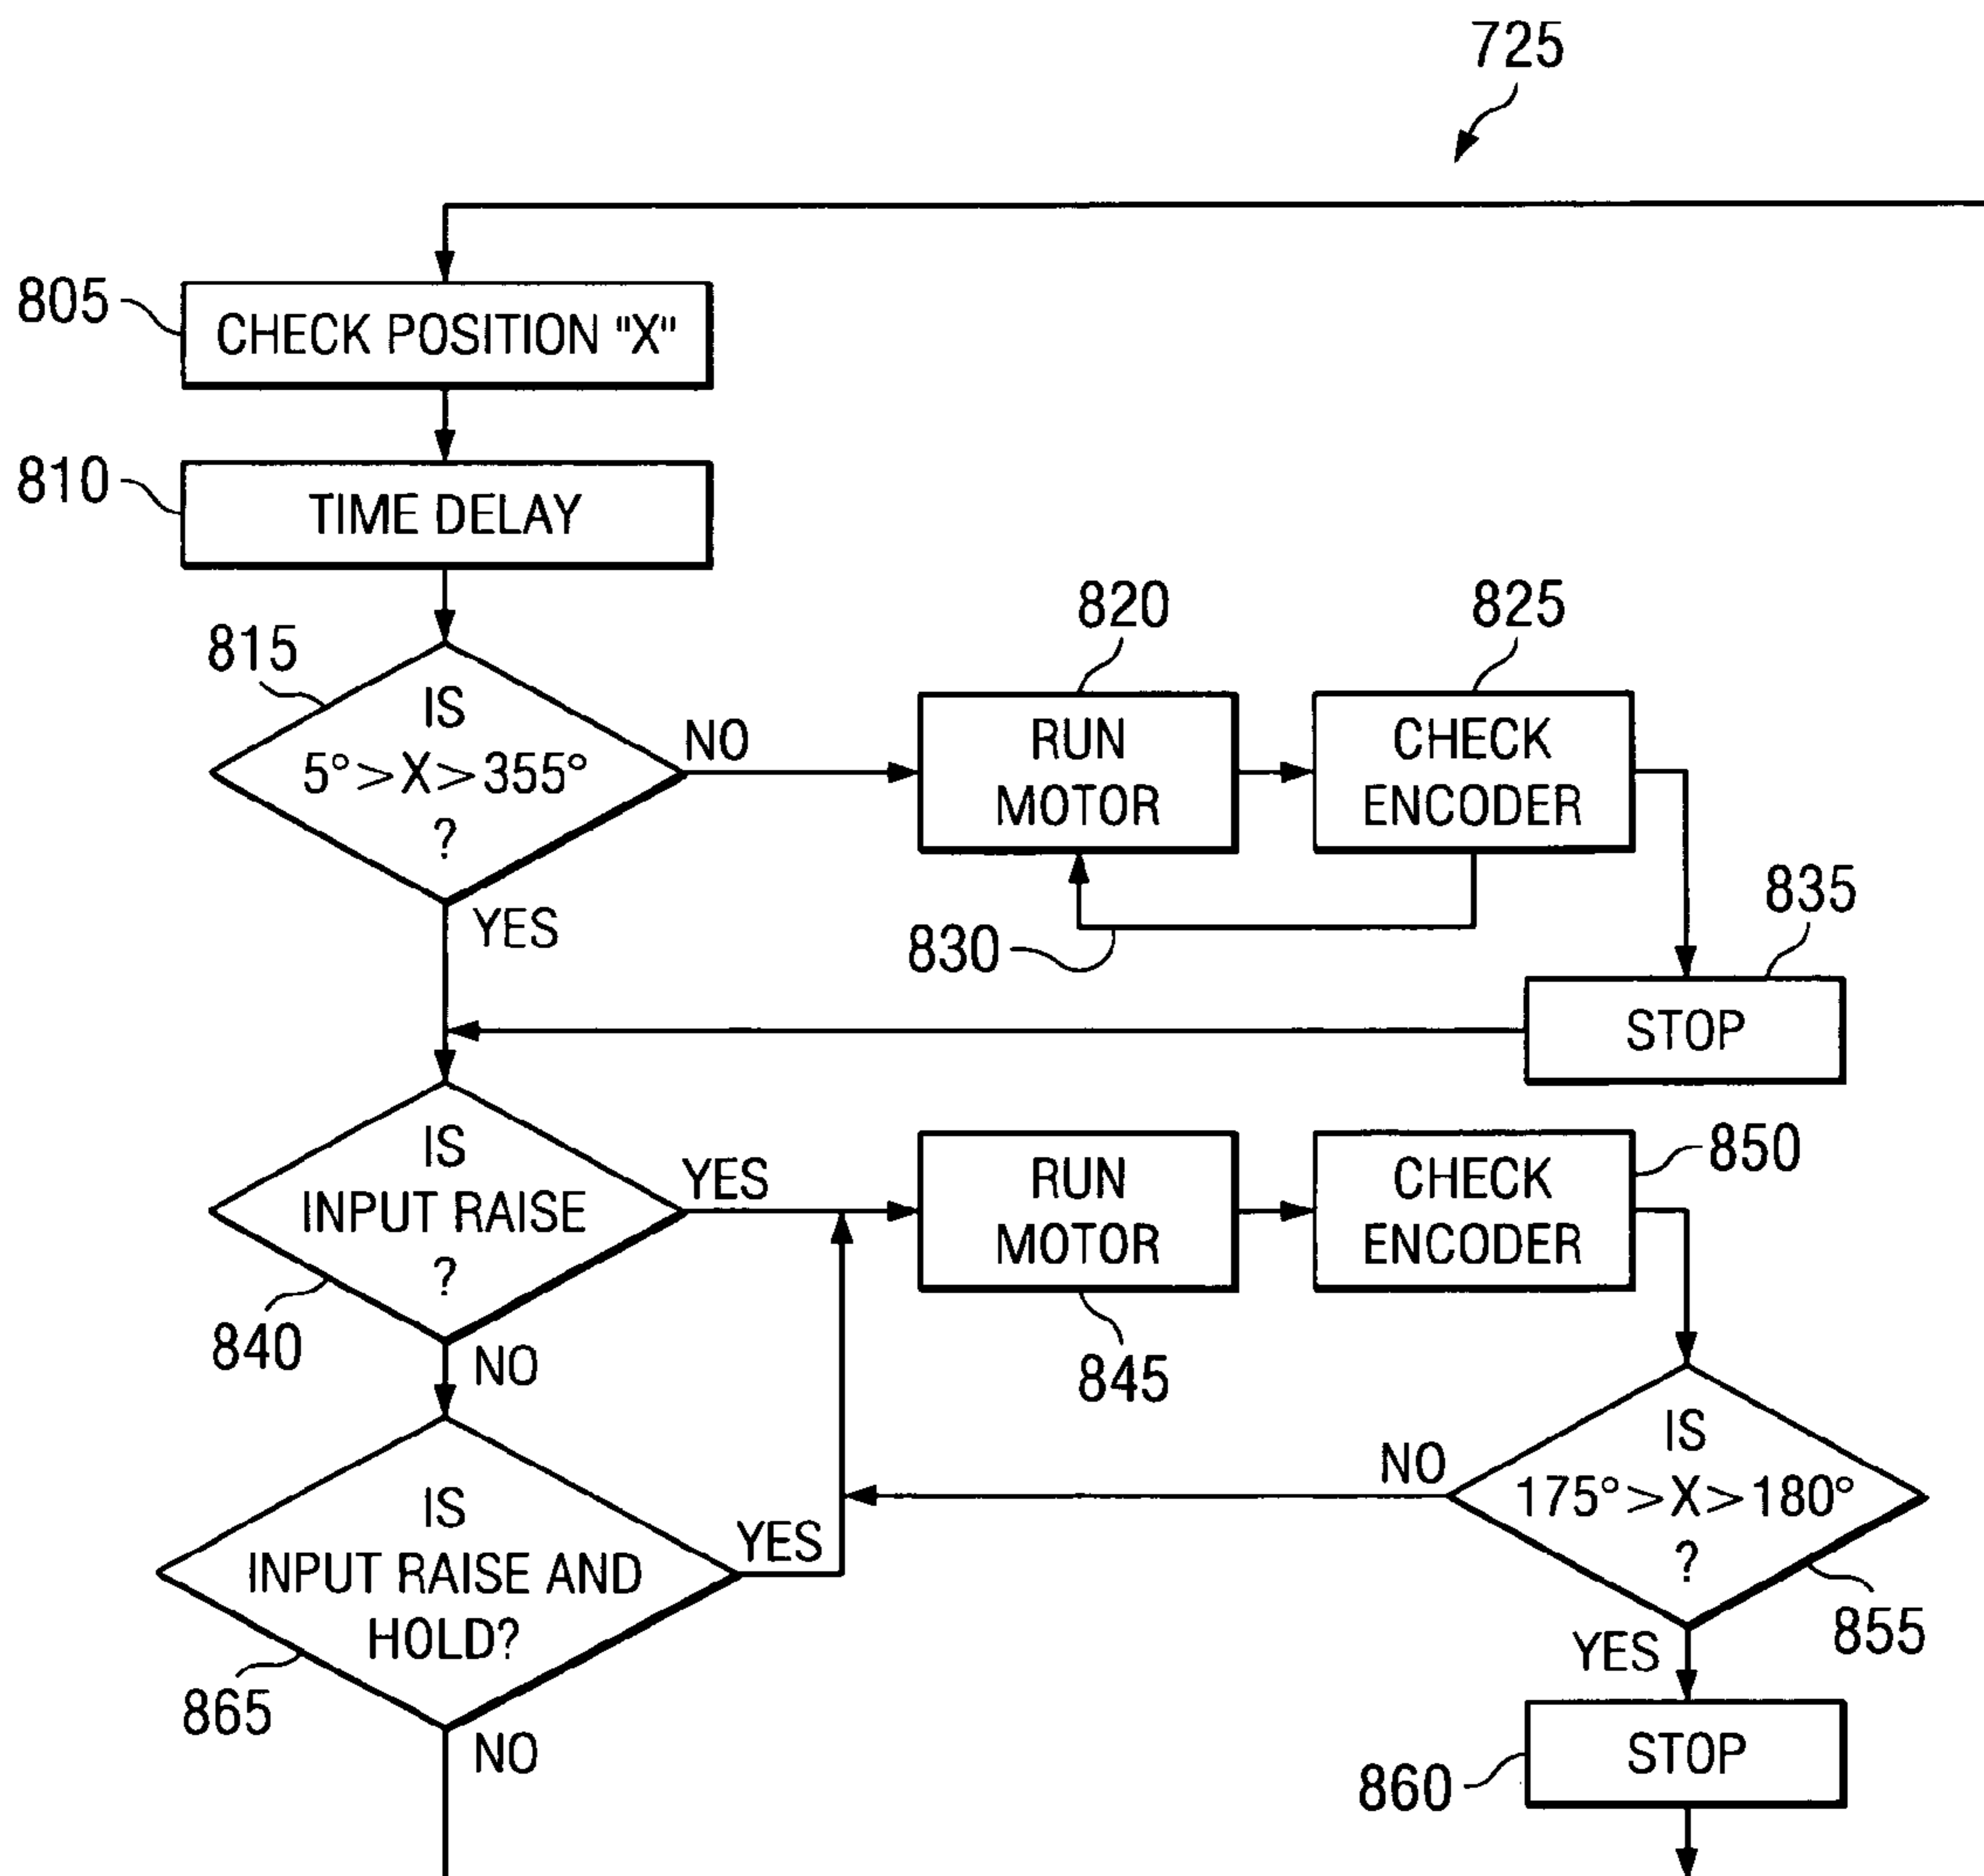 725
805
CHECK POSITION "X"
810
TIME DELAY
815
IS
5°>X>355°
?
NO
YES
820
RUN
MOTOR
825
CHECK
ENCODER
830
835
STOP
IS
INPUT RAISE
?
840
YES
NO
RUN
MOTOR
845
CHECK
ENCODER
850
IS
175°>X>180°
?
NO
855
YES
IS
INPUT RAISE AND
HOLD?
YES
865
NO
STOP
860